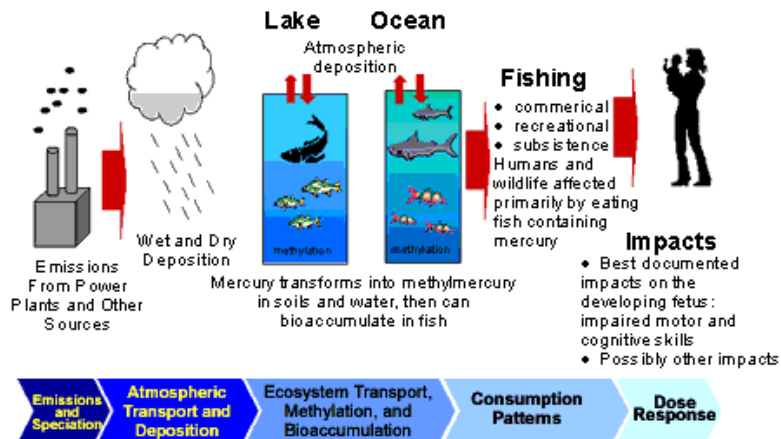 Lake
Ocean
Atmospheric
deposition
Fishing
• commerical
• recreational
• subsistence
Humans and
wildlife affected
primarily by eating
fish containing
mercury
methylation
methylation
Wet and Dry
Deposition
Emissions
From Power
Plants and Other
Sources
Mercury transforms into methylmercury
in soils and water, then can
bioaccumulate in fish
Impacts
• Best documented
impacts on the
developing fetus:
impaired motor and
cognitive skills
• Possibly other impacts
Emissions
and
Speciation
Atmospheric
Transport and
Deposition
Ecosystem Transport,
Methylation, and
Bioaccumulation
Consumption
Patterns
Dose
Response